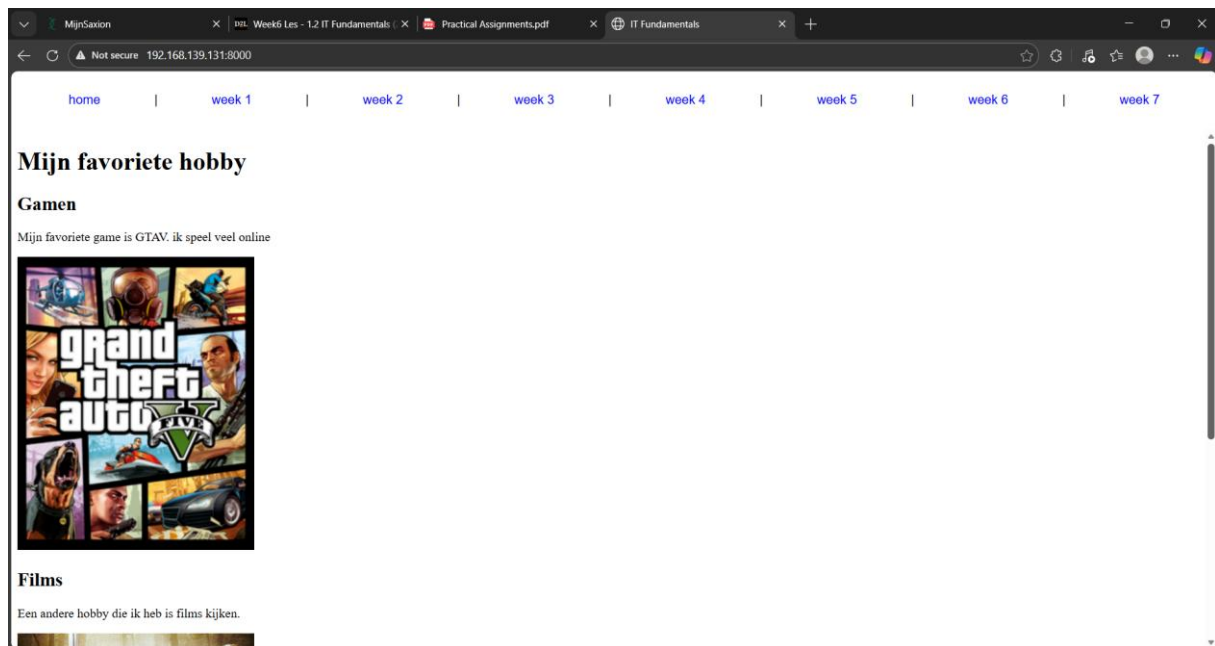 MijnSaxion
D2L Week6 Les - 1.2 IT Fundamentals (
Practical Assignments.pdf
IT Fundamentals
Not secure 192.168.139.131:8000
home | week 1 | week 2 | week 3 | week 4 | week 5 | week 6 | week 7
Mijn favoriete hobby
Gamen
Mijn favoriete game is GTAV. ik speel veel online
grand
theft
auto
FIVE
Films
Een andere hobby die ik heb is films kijken.